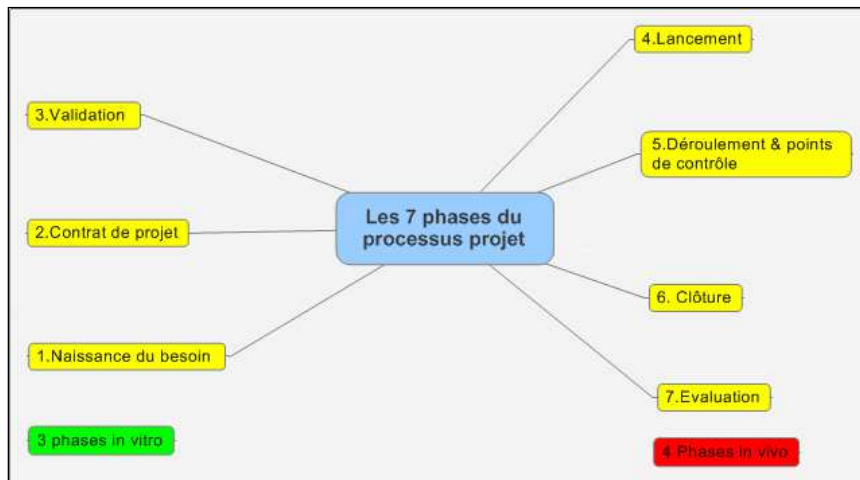 4.Lancement
3.Validation
5.Déroulement & points
de contrôle
Les 7 phases du
processus projet
2.Contrat de projet
6. Clôture
1.Naissance du besoin
7.Evaluation
3 phases in vitro
4 Phases in vivo